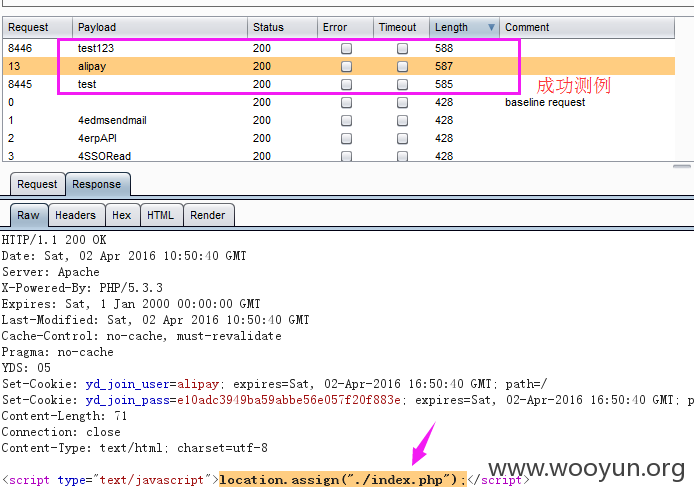 Request Payload Status Error Timeout Length Comment
8446 test123 200 588
13 alipay 200 587
8445 test 200 585 成功测例
0 200 428 baseline request
1 4edmsendmail 200 428
2 4erpAPI 200 428
3 4SSORead 200 428
Request Response
Raw Headers Hex HTML Render
HTTP/1.1 200 OK
Date: Sat, 02 Apr 2016 10:50:40 GMT
Server: Apache
X-Powered-By: PHP/5.3.3
Expires: Sat, 1 Jan 2000 00:00:00 GMT
Last-Modified: Sat, 02 Apr 2016 10:50:40 GMT
Cache-Control: no-cache, must-revalidate
Pragma: no-cache
YDS: 05
Set-Cookie: yd_join_user=alipay; expires=Sat, 02-Apr-2016 16:50:40 GMT; path=/
Set-Cookie: yd_join_pass=e10adc3949ba59abbe56e057f20f883e; expires=Sat, 02-Apr-2016 16:50:40 GMT; p
Content-Length: 71
Connection: close
Content-Type: text/html; charset=utf-8
<script type="text/javascript">location.assign("./index.php");</script>
www.wooyun.org